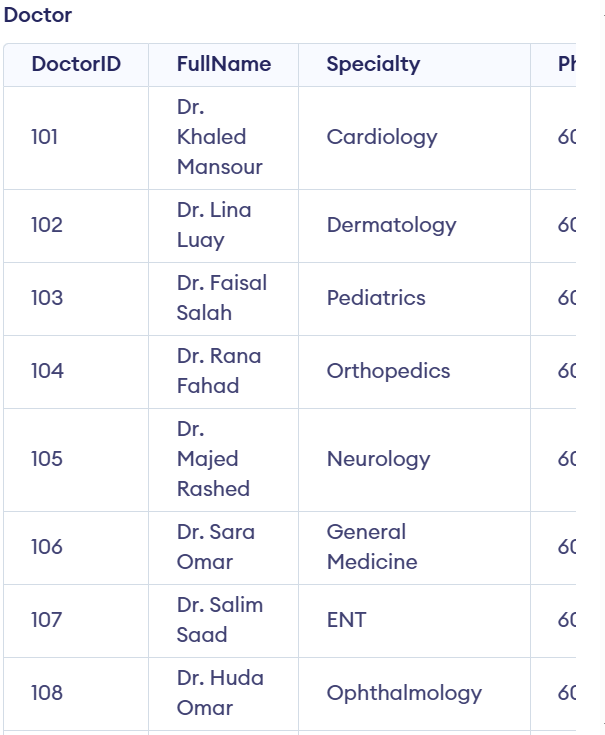 Doctor
DoctorID FullName Specialty Ph
Dr.
101 Khaled Cardiology 60
Mansour
Dr. Lina
102 Dermatology 60
Luay
Dr. Faisal
103 Pediatrics 60
Salah
Dr. Rana
104 Orthopedics 60
Fahad
Dr.
105 Majed Neurology 60
Rashed
Dr. Sara General
106 60
Omar Medicine
Dr. Salim
107 ENT 60
Saad
Dr. Huda
108 Ophthalmology 60
Omar